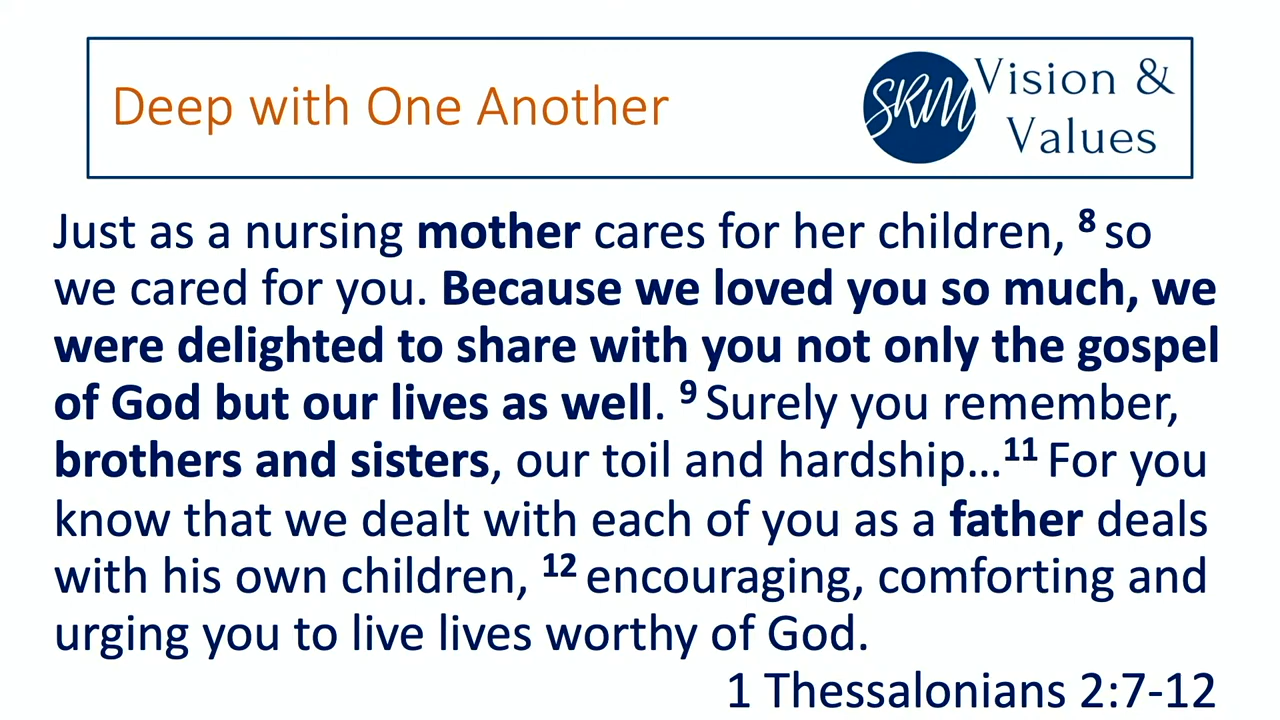 Deep with One Another
SRM
Vision &
Values
Just as a nursing mother cares for her children, ⁸ so
we cared for you. Because we loved you so much, we
were delighted to share with you not only the gospel
of God but our lives as well. ⁹ Surely you remember,
brothers and sisters, our toil and hardship…¹¹ For you
know that we dealt with each of you as a father deals
with his own children, ¹² encouraging, comforting and
urging you to live lives worthy of God.
1 Thessalonians 2:7-12